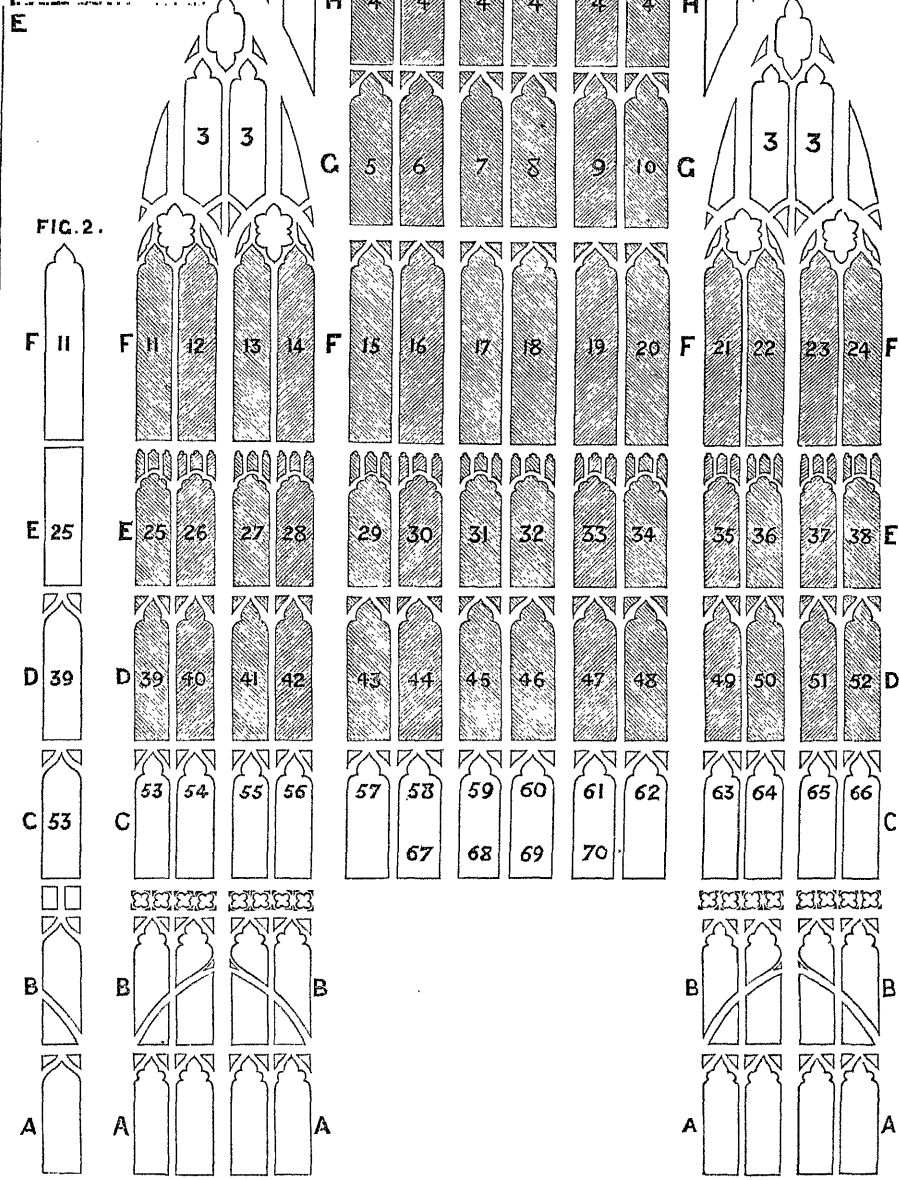 H 4 4 4 4 4 4 H
E
3 3 3 3
G 5 6 7 8 9 10 G
FIG. 2.
F 11 F 11 12 13 14 F 15 16 17 18 19 20 F 21 22 23 24 F
E 25 E 25 26 27 28 29 30 31 32 33 34 35 36 37 38 E
D 39 D 39 40 41 42 43 44 45 46 47 48 49 50 51 52 D
C 53 C 53 54 55 56 57 58 59 60 61 62 63 64 65 66 C
67 68 69 70
B B B B B
A A A A A